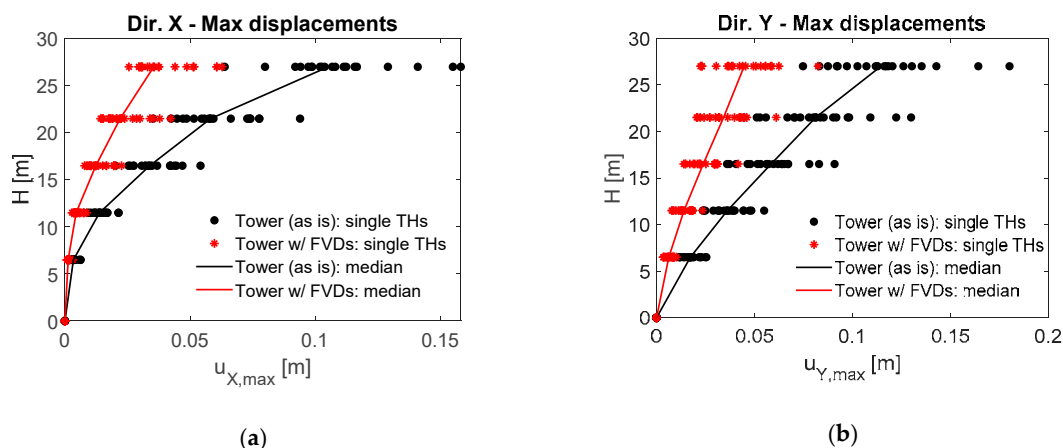 Dir. X - Max displacements
30
25
20
15
10
5
0
H [m]
Tower (as is): single THs
Tower w/ FVDs: single THs
Tower (as is): median
Tower w/ FVDs: median
0 0.05 0.1 0.15
u_X,max [m]
(a)
Dir. Y - Max displacements
30
25
20
15
10
5
0
H [m]
Tower (as is): single THs
Tower w/ FVDs: single THs
Tower (as is): median
Tower w/ FVDs: median
0 0.05 0.1 0.15 0.2
u_Y,max [m]
(b)